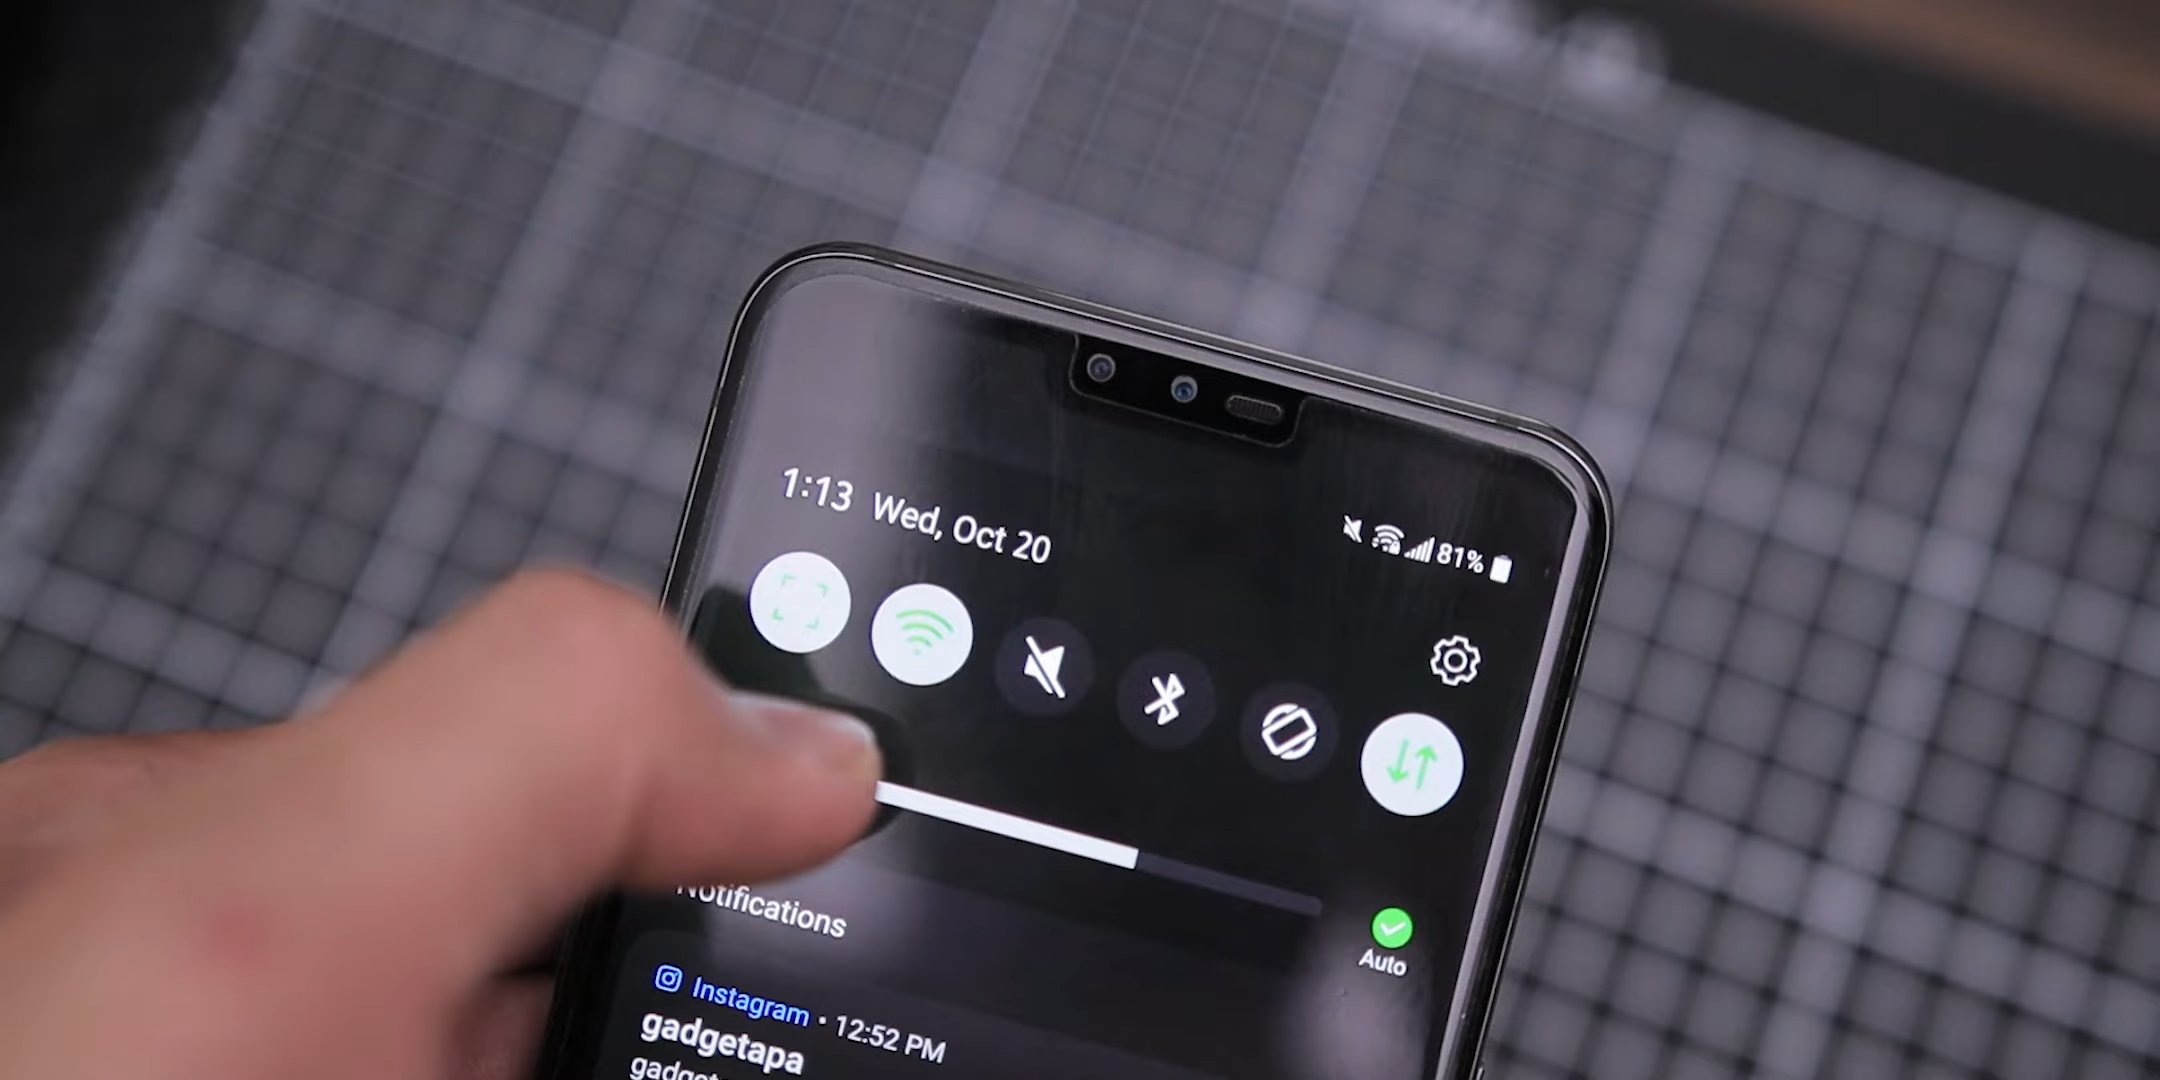 1:13 Wed, Oct 20
81%
Notifications
Auto
Instagram • 12:52 PM
gadgetapa